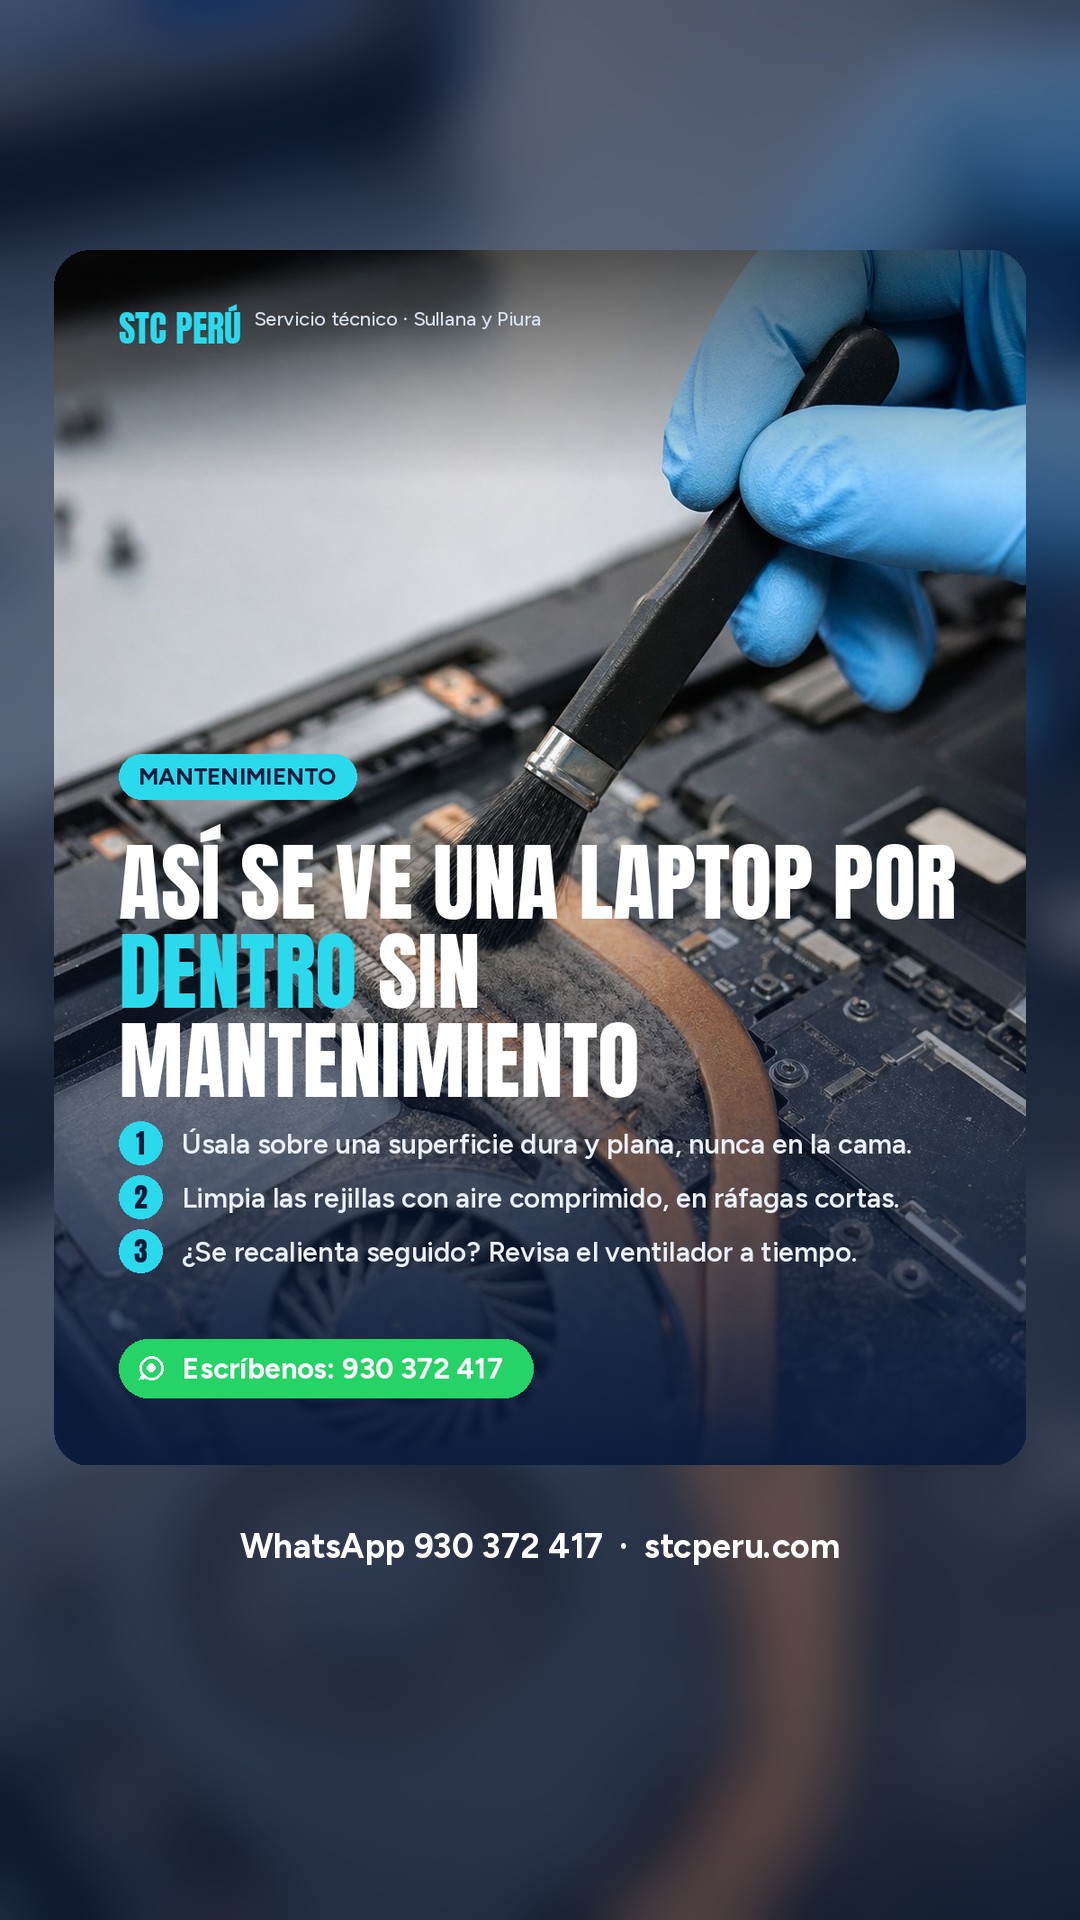 STC PERÚ Servicio técnico · Sullana y Piura
MANTENIMIENTO
ASÍ SE VE UNA LAPTOP POR
DENTRO SIN
MANTENIMIENTO
1 Úsala sobre una superficie dura y plana, nunca en la cama.
2 Limpia las rejillas con aire comprimido, en ráfagas cortas.
3 ¿Se recalienta seguido? Revisa el ventilador a tiempo.
Escríbenos: 930 372 417
WhatsApp 930 372 417 · stcperu.com